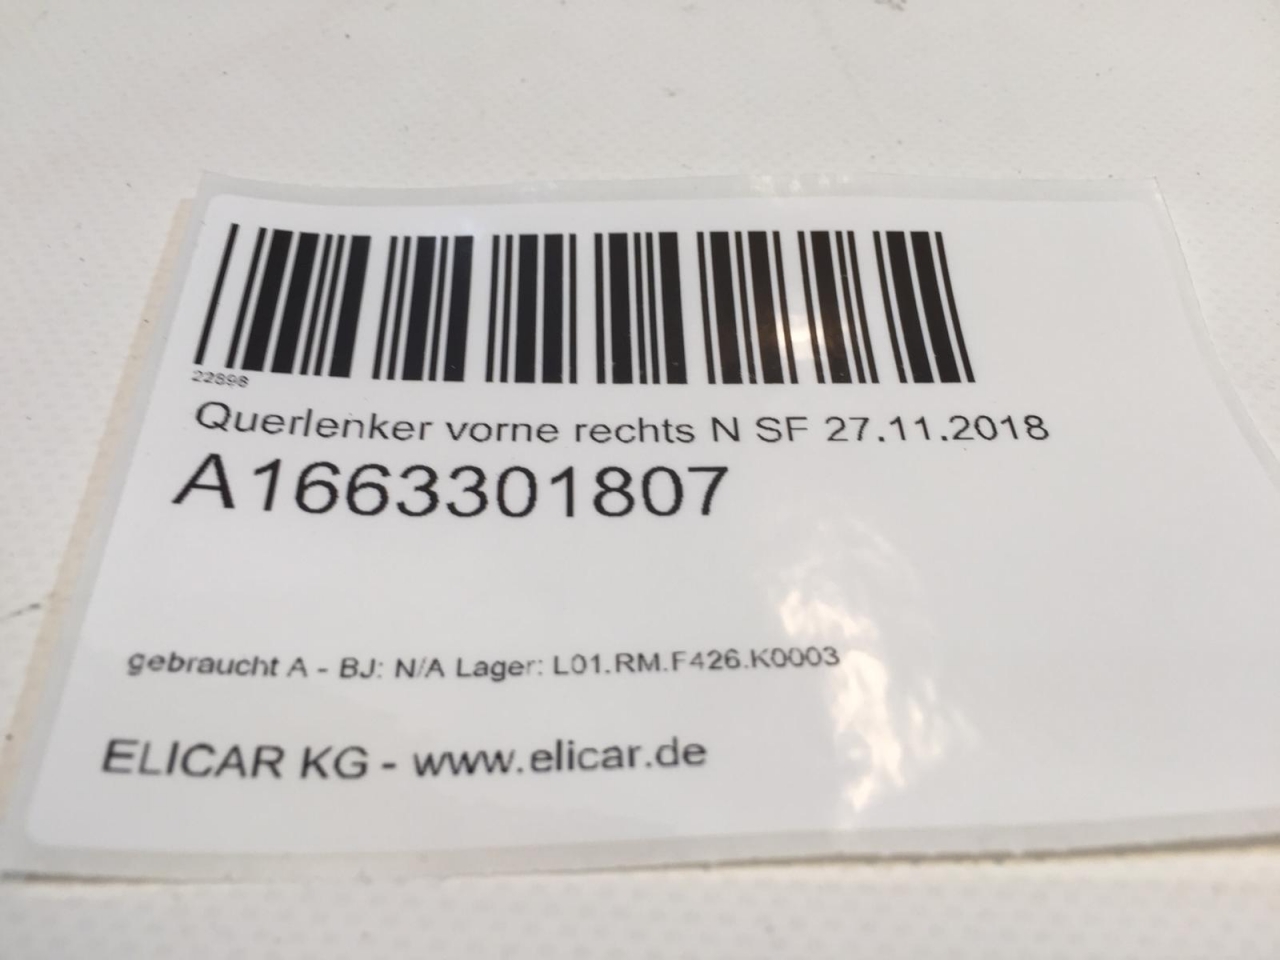 22898
Querlenker vorne rechts N SF 27.11.2018
A1663301807
gebraucht A - BJ: N/A Lager: L01.RM.F426.K0003
ELICAR KG - www.elicar.de